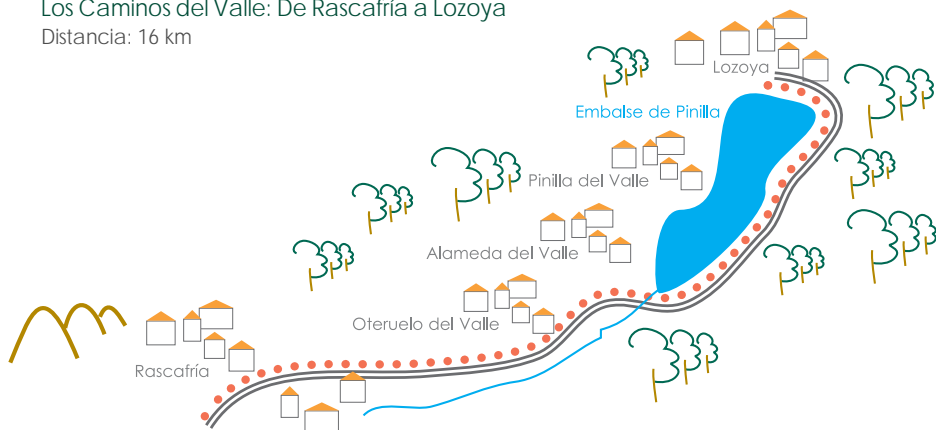 Los Caminos del Valle: De Rascafría a Lozoya
Distancia: 16 km
Lozoya
Embalse de Pinilla
Pinilla del Valle
Alameda del Valle
Oteruelo del Valle
Rascafría